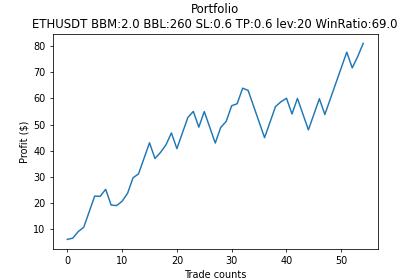 Portfolio
ETHUSDT BBM:2.0 BBL:260 SL:0.6 TP:0.6 lev:20 WinRatio:69.0
80
70
60
50
40
30
20
10
Profit ($)
0 10 20 30 40 50
Trade counts